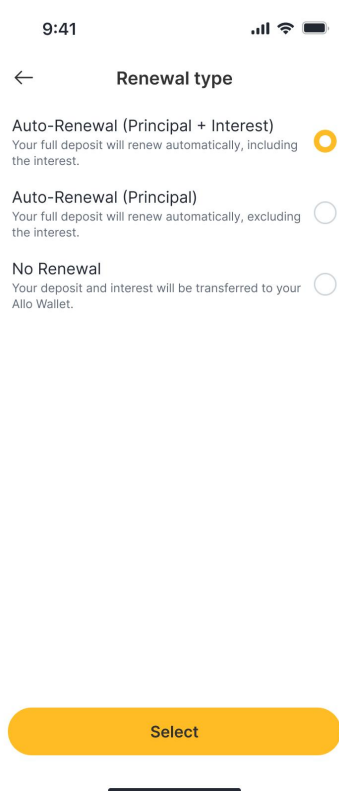 9:41
Renewal type
Auto-Renewal (Principal + Interest)
Your full deposit will renew automatically, including
the interest.
Auto-Renewal (Principal)
Your full deposit will renew automatically, excluding
the interest.
No Renewal
Your deposit and interest will be transferred to your
Allo Wallet.
Select